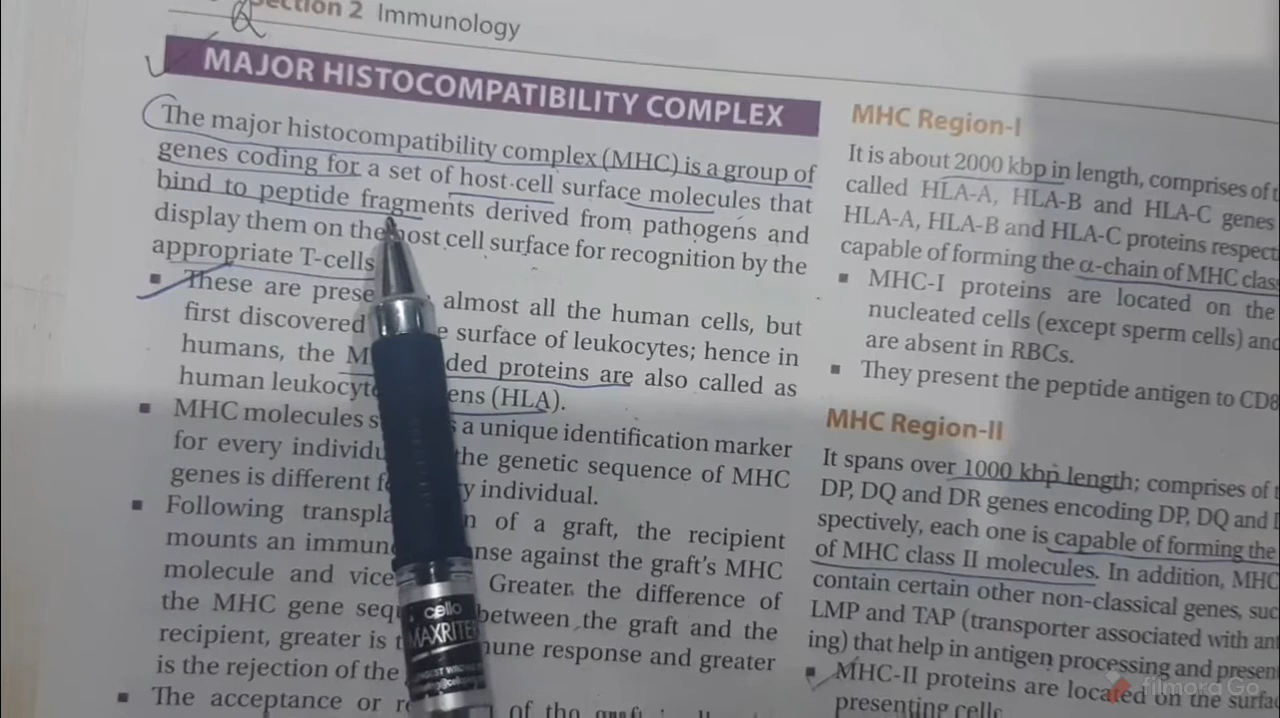 Section 2 Immunology
MAJOR HISTOCOMPATIBILITY COMPLEX
The major histocompatibility complex (MHC) is a group of
genes coding for a set of host cell surface molecules that
bind to peptide fragments derived from pathogens and
display them on the host cell surface for recognition by the
appropriate T-cells
▪ These are prese almost all the human cells, but
first discovered e surface of leukocytes; hence in
humans, the M ded proteins are also called as
human leukocyt ens (HLA).
▪ MHC molecules s a unique identification marker
for every individu the genetic sequence of MHC
genes is different f y individual.
▪ Following transpla n of a graft, the recipient
mounts an immun nse against the graft's MHC
molecule and vice Greater, the difference of
the MHC gene seq between the graft and the
recipient, greater is t mune response and greater
is the rejection of the
▪ The acceptance or re of the graft is
MHC Region-I
It is about 2000 kbp in length, comprises of
called HLA-A, HLA-B and HLA-C genes
HLA-A, HLA-B and HLA-C proteins respect
capable of forming the α-chain of MHC clas
▪ MHC-I proteins are located on the
nucleated cells (except sperm cells) and
are absent in RBCs.
▪ They present the peptide antigen to CD8
MHC Region-II
It spans over 1000 kbp length; comprises of
DP, DQ and DR genes encoding DP, DQ and
spectively, each one is capable of forming the
of MHC class II molecules. In addition, MHC
contain certain other non-classical genes, suc
LMP and TAP (transporter associated with ant
ing) that help in antigen processing and presen
▪ MHC-II proteins are located on the surfa
presenting cells
cello
MAXRITER
filmora Go